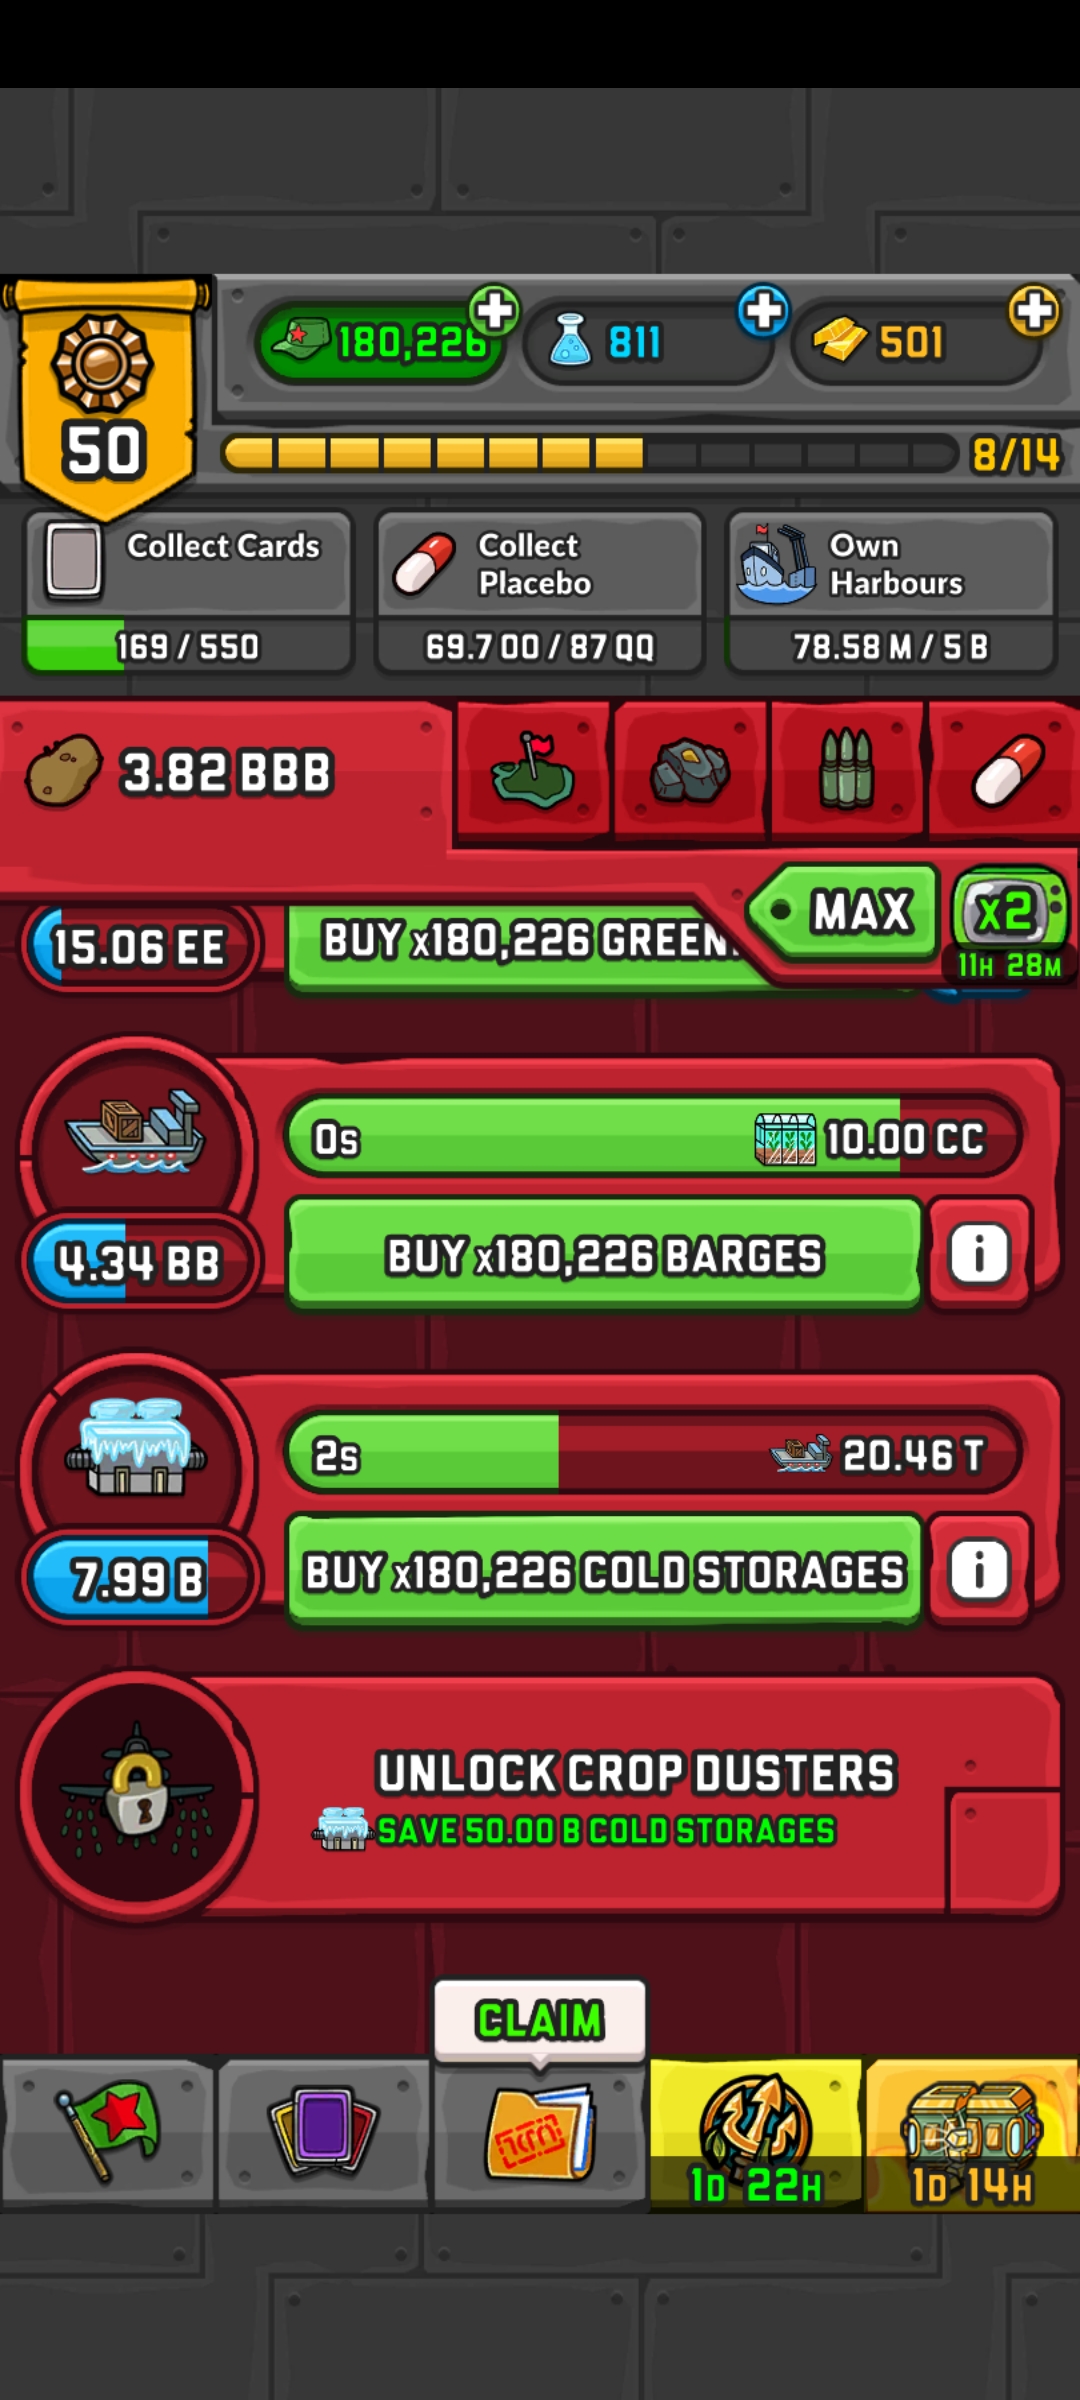 180,226
811
501
50
8/14
Collect Cards
169 / 550
Collect
Placebo
69.7 OO / 87 QQ
Own
Harbours
78.58 M / 5 B
3.82 BBB
MAX
x2
11H 28M
15.06 EE
BUY x180,226 GREEN
0s
10.00 CC
4.34 BB
BUY x180,226 BARGES
i
2s
20.46 T
7.99 B
BUY x180,226 COLD STORAGES
i
UNLOCK CROP DUSTERS
SAVE 50.00 B COLD STORAGES
CLAIM
1D 22H
1D 14H